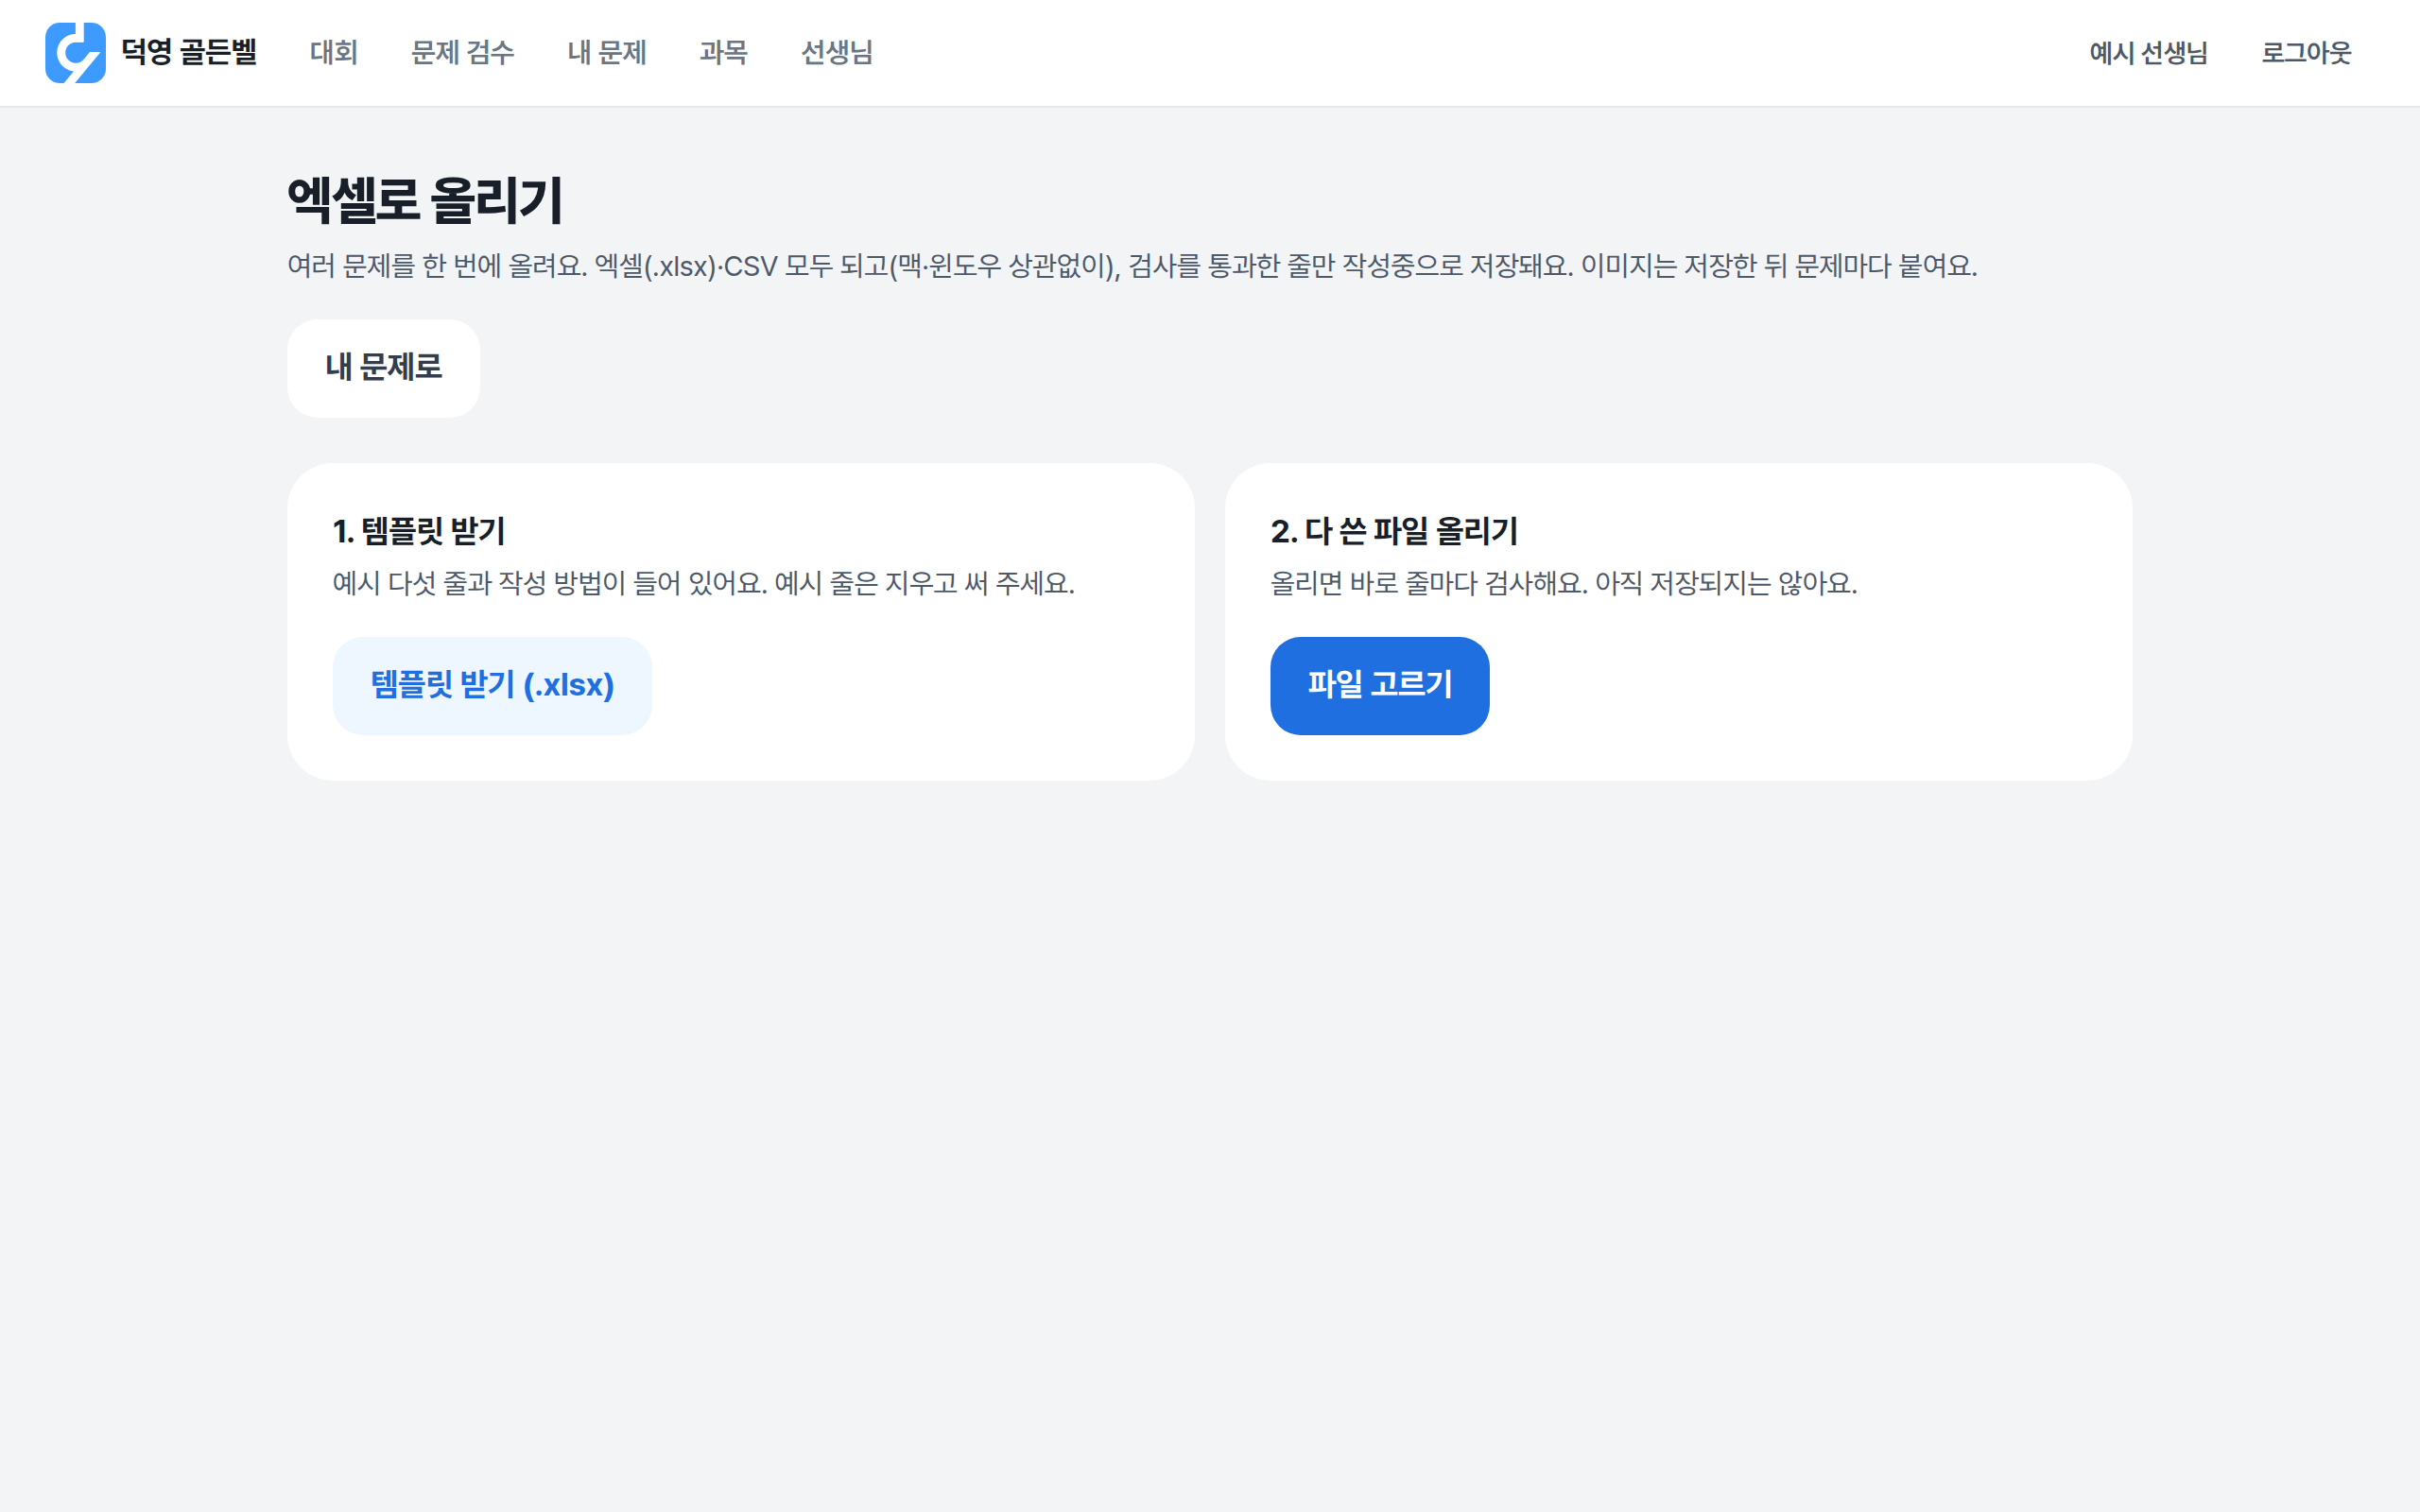 덕영 골든벨
대회
문제 검수
내 문제
과목
선생님
예시 선생님
로그아웃
엑셀로 올리기
여러 문제를 한 번에 올려요. 엑셀(.xlsx)·CSV 모두 되고(맥·윈도우 상관없이), 검사를 통과한 줄만 작성중으로 저장돼요. 이미지는 저장한 뒤 문제마다 붙여요.
내 문제로
1. 템플릿 받기
예시 다섯 줄과 작성 방법이 들어 있어요. 예시 줄은 지우고 써 주세요.
템플릿 받기 (.xlsx)
2. 다 쓴 파일 올리기
올리면 바로 줄마다 검사해요. 아직 저장되지는 않아요.
파일 고르기